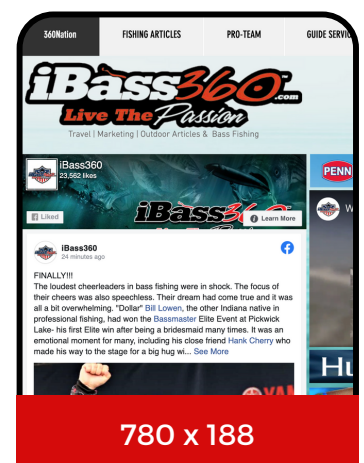 360Nation FISHING ARTICLES PRO-TEAM GUIDE SERVIC
iBass360.com
Live The Passion
Travel | Marketing | Outdoor Articles & Bass Fishing
iBass360
23,562 likes
PENN
Liked
iBass36
Learn More
W
iBass360
24 minutes ago
FINALLY!!!
The loudest cheerleaders in bass fishing were in shock. The focus of
their cheers was also speechless. Their dream had come true and it was
all a bit overwhelming. "Dollar" Bill Lowen, the other Indiana native in
professional fishing, had won the Bassmaster Elite Event at Pickwick
Lake- his first Elite win after being a bridesmaid many times. It was an
emotional moment for many, including his close friend Hank Cherry who
made his way to the stage for a big hug wi... See More
Hu
YAM
780 x 188